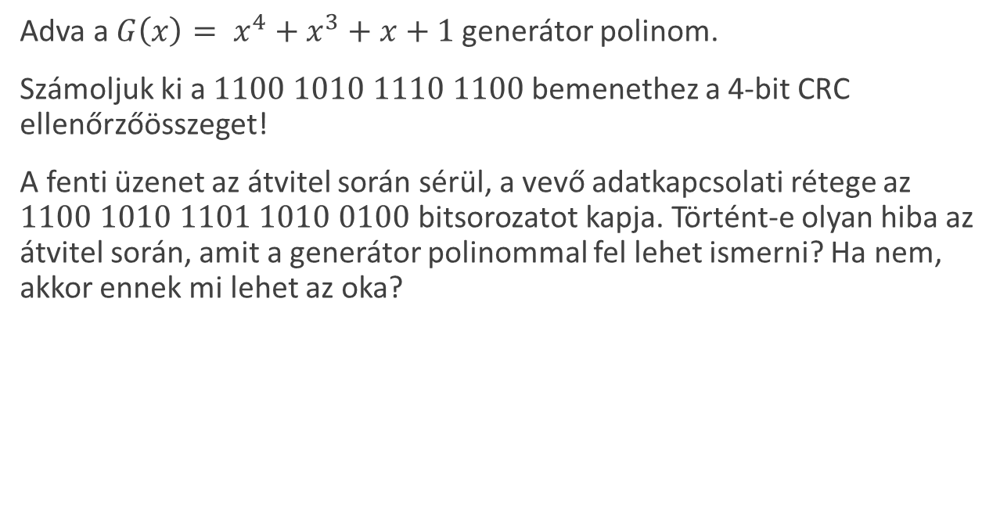 Adva a 𝐺(𝑥) = 𝑥⁴ + 𝑥³ + 𝑥 + 1 generátor polinom.
Számoljuk ki a 1100 1010 1110 1100 bemenethez a 4-bit CRC
ellenőrzőösszeget!
A fenti üzenet az átvitel során sérül, a vevő adatkapcsolati rétege az
1100 1010 1101 1010 0100 bitsorozatot kapja. Történt-e olyan hiba az
átvitel során, amit a generátor polinommal fel lehet ismerni? Ha nem,
akkor ennek mi lehet az oka?